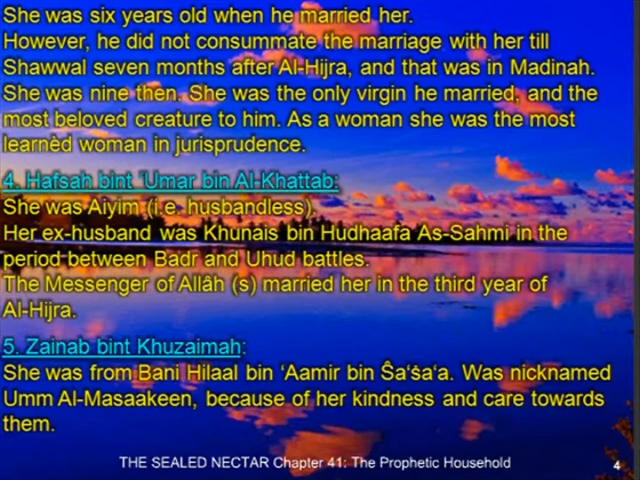 She was six years old when he married her.
However, he did not consummate the marriage with her till
Shawwal seven months after Al-Hijra, and that was in Madinah.
She was nine then. She was the only virgin he married, and the
most beloved creature to him. As a woman she was the most
learnèd woman in jurisprudence.
4. Hafsah bint ‘Umar bin Al-Khattab:
She was Aiyim (i.e. husbandless).
Her ex-husband was Khunais bin Hudhaafa As-Sahmi in the
period between Badr and Uhud battles.
The Messenger of Allâh (s) married her in the third year of
Al-Hijra.
5. Zainab bint Khuzaimah:
She was from Bani Hilaal bin ‘Aamir bin Ŝa‘ṡa‘a. Was nicknamed
Umm Al-Masaakeen, because of her kindness and care towards
them.
THE SEALED NECTAR Chapter 41: The Prophetic Household
4